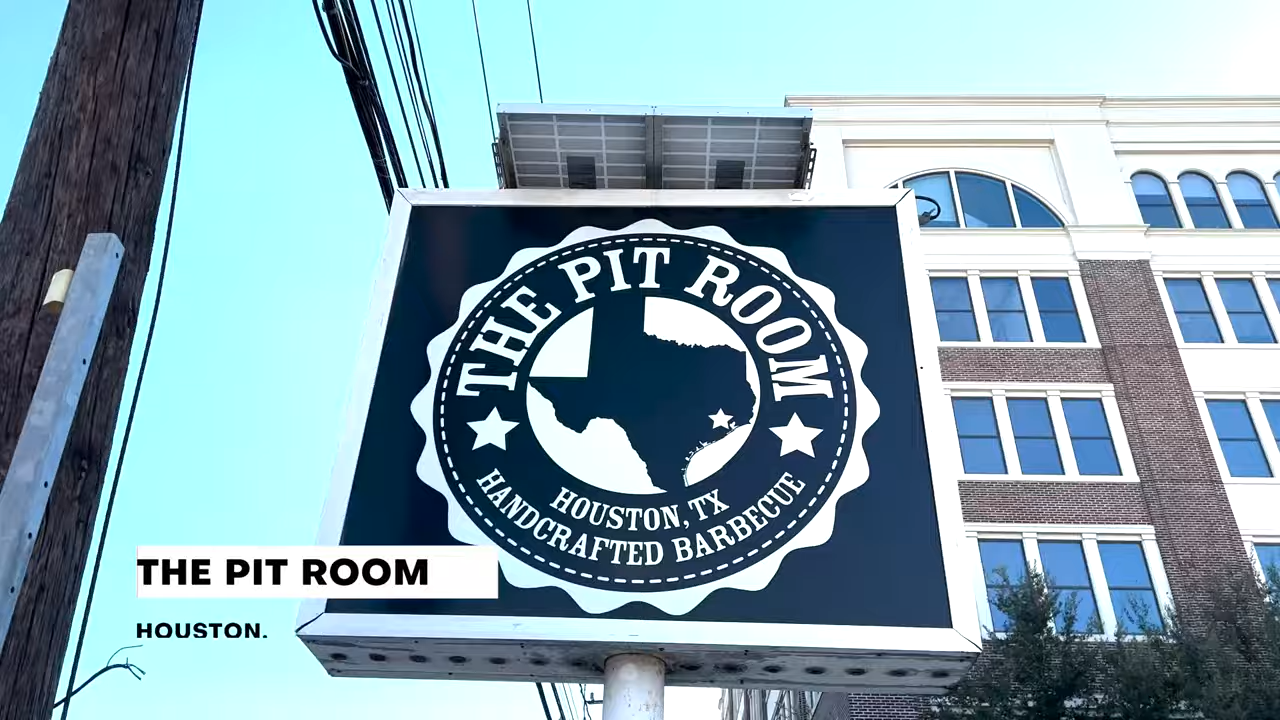 THE PIT ROOM
HOUSTON, TX
HANDCRAFTED BARBECUE
THE PIT ROOM
HOUSTON.